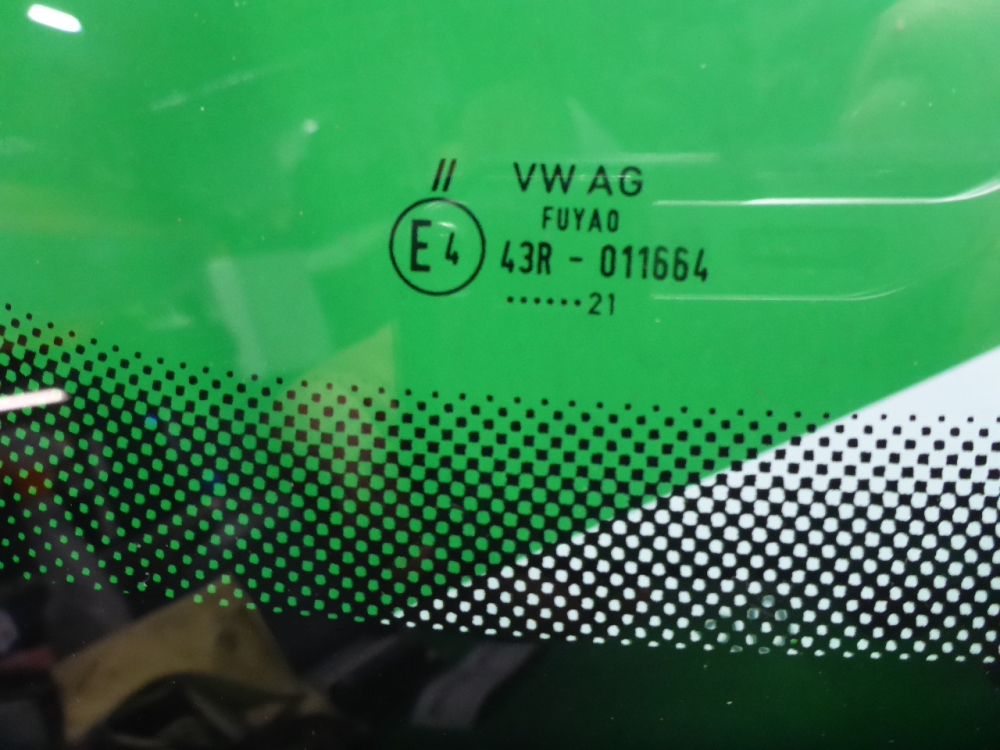 II VW AG
FUYAO
E4 43R - 011664
......21